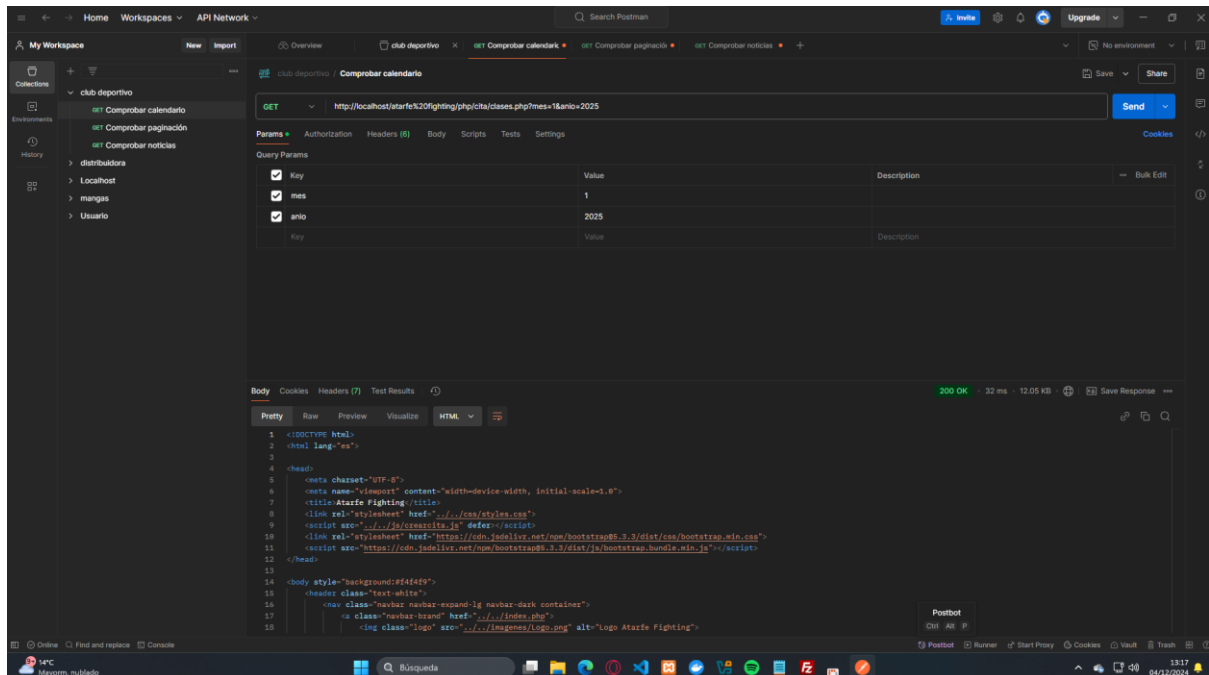 Home Workspaces API Network
Search Postman
Invite
Upgrade
My Workspace New Import
Overview club deportivo GET Comprobar calendario GET Comprobar paginación GET Comprobar noticias
No environment
Collections
Environments
History
club deportivo
GET Comprobar calendario
GET Comprobar paginación
GET Comprobar noticias
distribuidora
Localhost
mangas
Usuario
club deportivo / Comprobar calendario
Save Share
GET http://localhost/atarfe%20fighting/php/cita/clases.php?mes=1&anio=2025 Send
Params Authorization Headers (6) Body Scripts Tests Settings Cookies
Query Params
Key Value Description Bulk Edit
mes 1
anio 2025
Key Value Description
Body Cookies Headers (7) Test Results 200 OK 32 ms 12.05 KB Save Response
Pretty Raw Preview Visualize HTML
1 <!DOCTYPE html>
2 <html lang="es">
3
4 <head>
5 <meta charset="UTF-8">
6 <meta name="viewport" content="width=device-width, initial-scale=1.0">
7 <title>Atarfe Fighting</title>
8 <link rel="stylesheet" href="../../css/styles.css">
9 <script src="../../js/crearcita.js" defer></script>
10 <link rel="stylesheet" href="https://cdn.jsdelivr.net/npm/bootstrap@5.3.3/dist/css/bootstrap.min.css">
11 <script src="https://cdn.jsdelivr.net/npm/bootstrap@5.3.3/dist/js/bootstrap.bundle.min.js"></script>
12 </head>
13
14 <body style="background:#f4f4f9">
15 <header class="text-white">
16 <nav class="navbar navbar-expand-lg navbar-dark container">
17 <a class="navbar-brand" href="../../index.php">
18 <img class="logo" src="../../imagenes/Logo.png" alt="Logo Atarfe Fighting">
Postbot
Ctrl Alt P
Online Find and replace Console
Postbot Runner Start Proxy Cookies Vault Trash
14°C
Mayorm. nublado
Búsqueda
13:17
04/12/2024